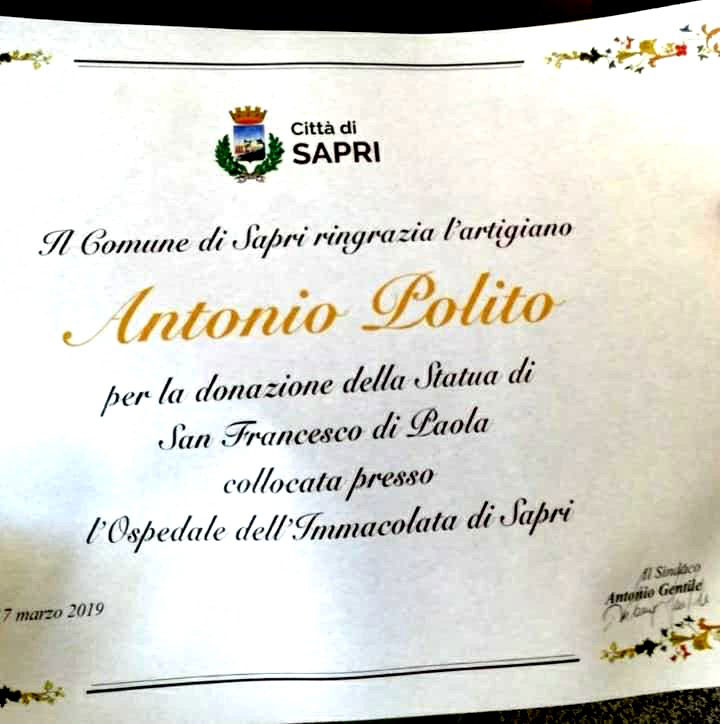 Città di
SAPRI
Il Comune di Sapri ringrazia l'artigiano
Antonio Polito
per la donazione della Statua di
San Francesco di Paola
collocata presso
l'Ospedale dell'Immacolata di Sapri
7 marzo 2019
Il Sindaco
Antonio Gentile